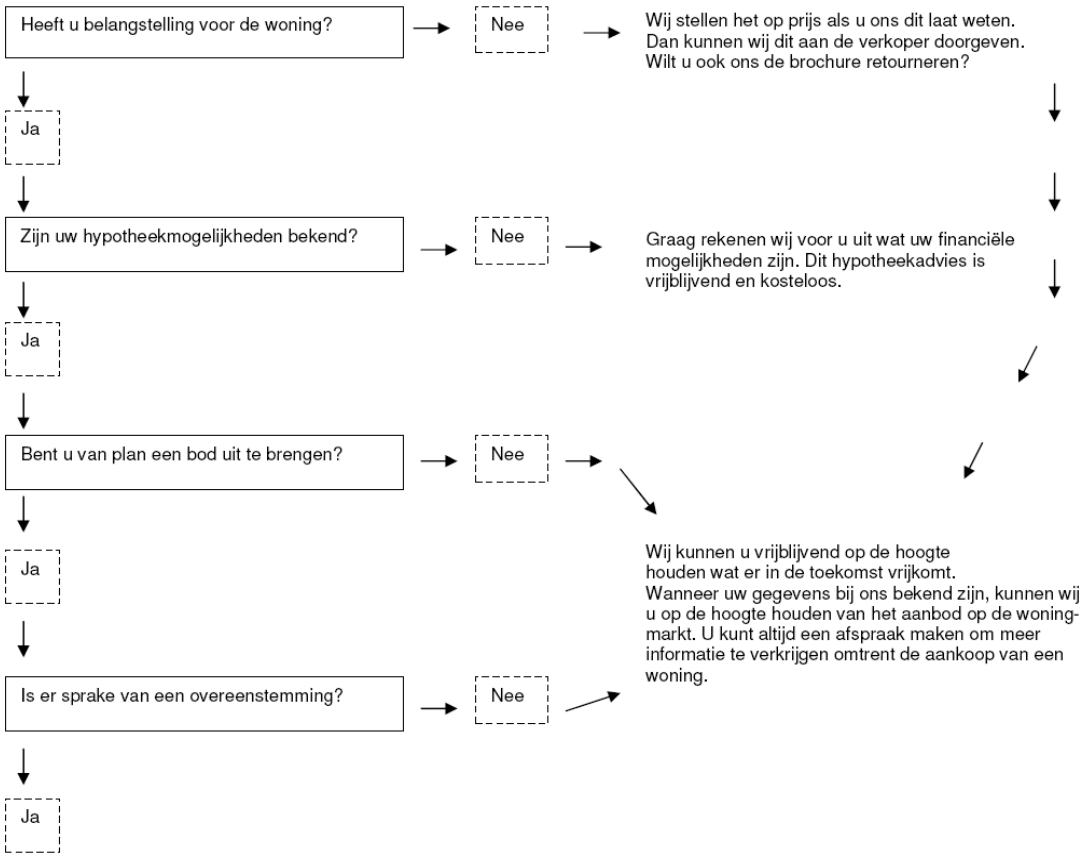 Heeft u belangstelling voor de woning?
Nee
Wij stellen het op prijs als u ons dit laat weten.
Dan kunnen wij dit aan de verkoper doorgeven.
Wilt u ook ons de brochure retourneren?
Ja
Zijn uw hypotheekmogelijkheden bekend?
Nee
Graag rekenen wij voor u uit wat uw financiële
mogelijkheden zijn. Dit hypotheekadvies is
vrijblijvend en kosteloos.
Ja
Bent u van plan een bod uit te brengen?
Nee
Wij kunnen u vrijblijvend op de hoogte
houden wat er in de toekomst vrijkomt.
Wanneer uw gegevens bij ons bekend zijn, kunnen wij
u op de hoogte houden van het aanbod op de woning-
markt. U kunt altijd een afspraak maken om meer
informatie te verkrijgen omtrent de aankoop van een
woning.
Ja
Is er sprake van een overeenstemming?
Nee
Ja